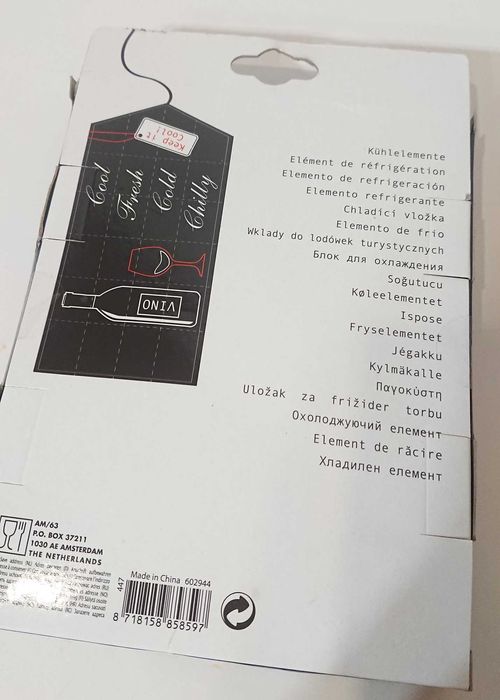 Keep it
Cool!
Cool
Fresh
Cold
Chilly
VINO
Kühlelemente
Elément de réfrigération
Elemento de refrigeración
Elemento refrigerante
Chladicí vložka
Elemento de frio
Wklady do lodówek turystycznych
Блок для охлаждения
Soğutucu
Køleelementet
Ispose
Fryselementet
Jégakku
Kylmäkalle
Παγοκύστη
Uložak za frižider torbu
Охолоджуючий елемент
Element de răcire
Хладилен елемент
AM/63
P.O. BOX 37211
1030 AE AMSTERDAM
THE NETHERLANDS
447
Made in China 602944
8 718158 858597